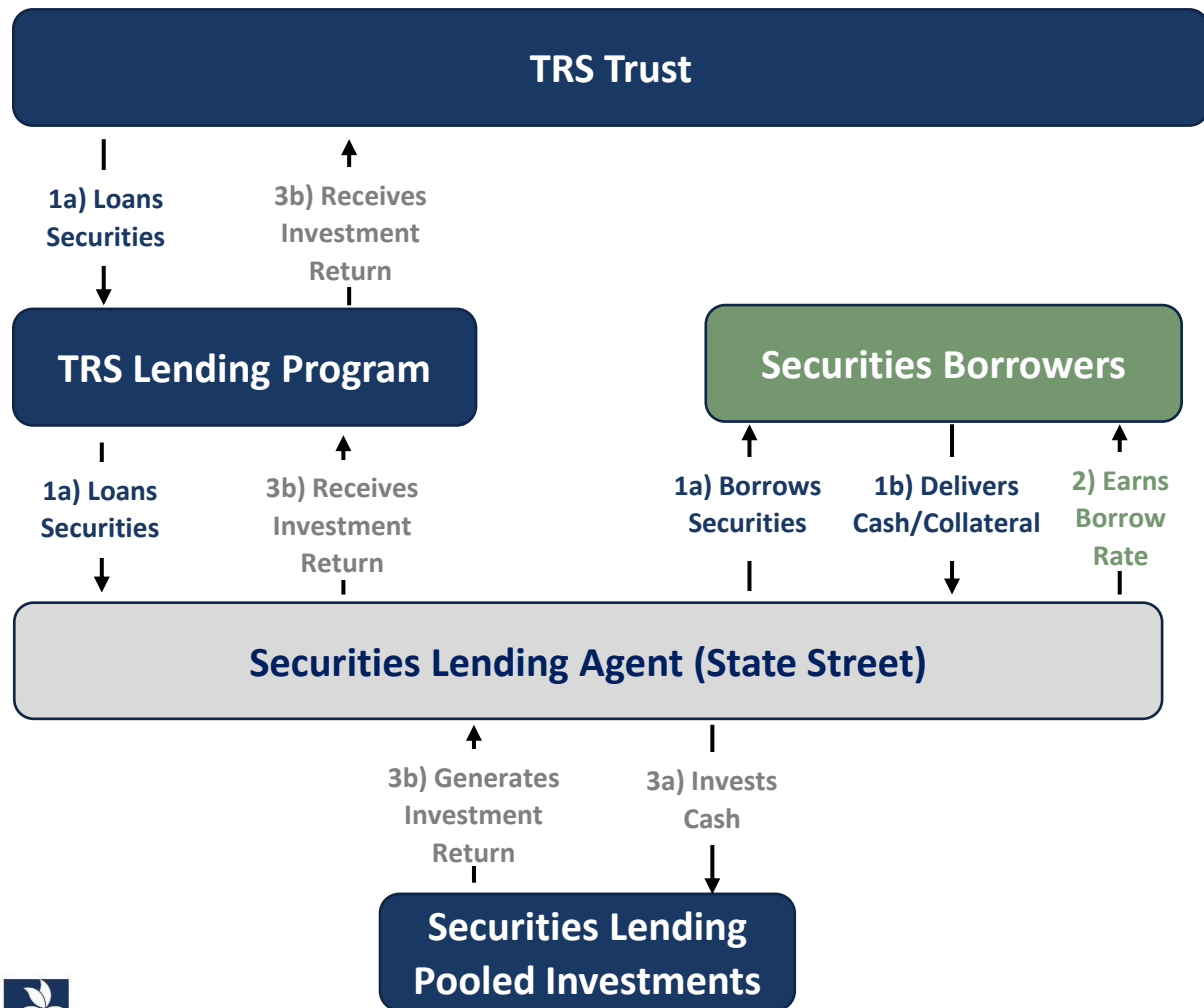 TRS Trust
1a) Loans
Securities
3b) Receives
Investment
Return
TRS Lending Program
Securities Borrowers
1a) Loans
Securities
3b) Receives
Investment
Return
1a) Borrows
Securities
1b) Delivers
Cash/Collateral
2) Earns
Borrow
Rate
Securities Lending Agent (State Street)
3b) Generates
Investment
Return
3a) Invests
Cash
Securities Lending
Pooled Investments